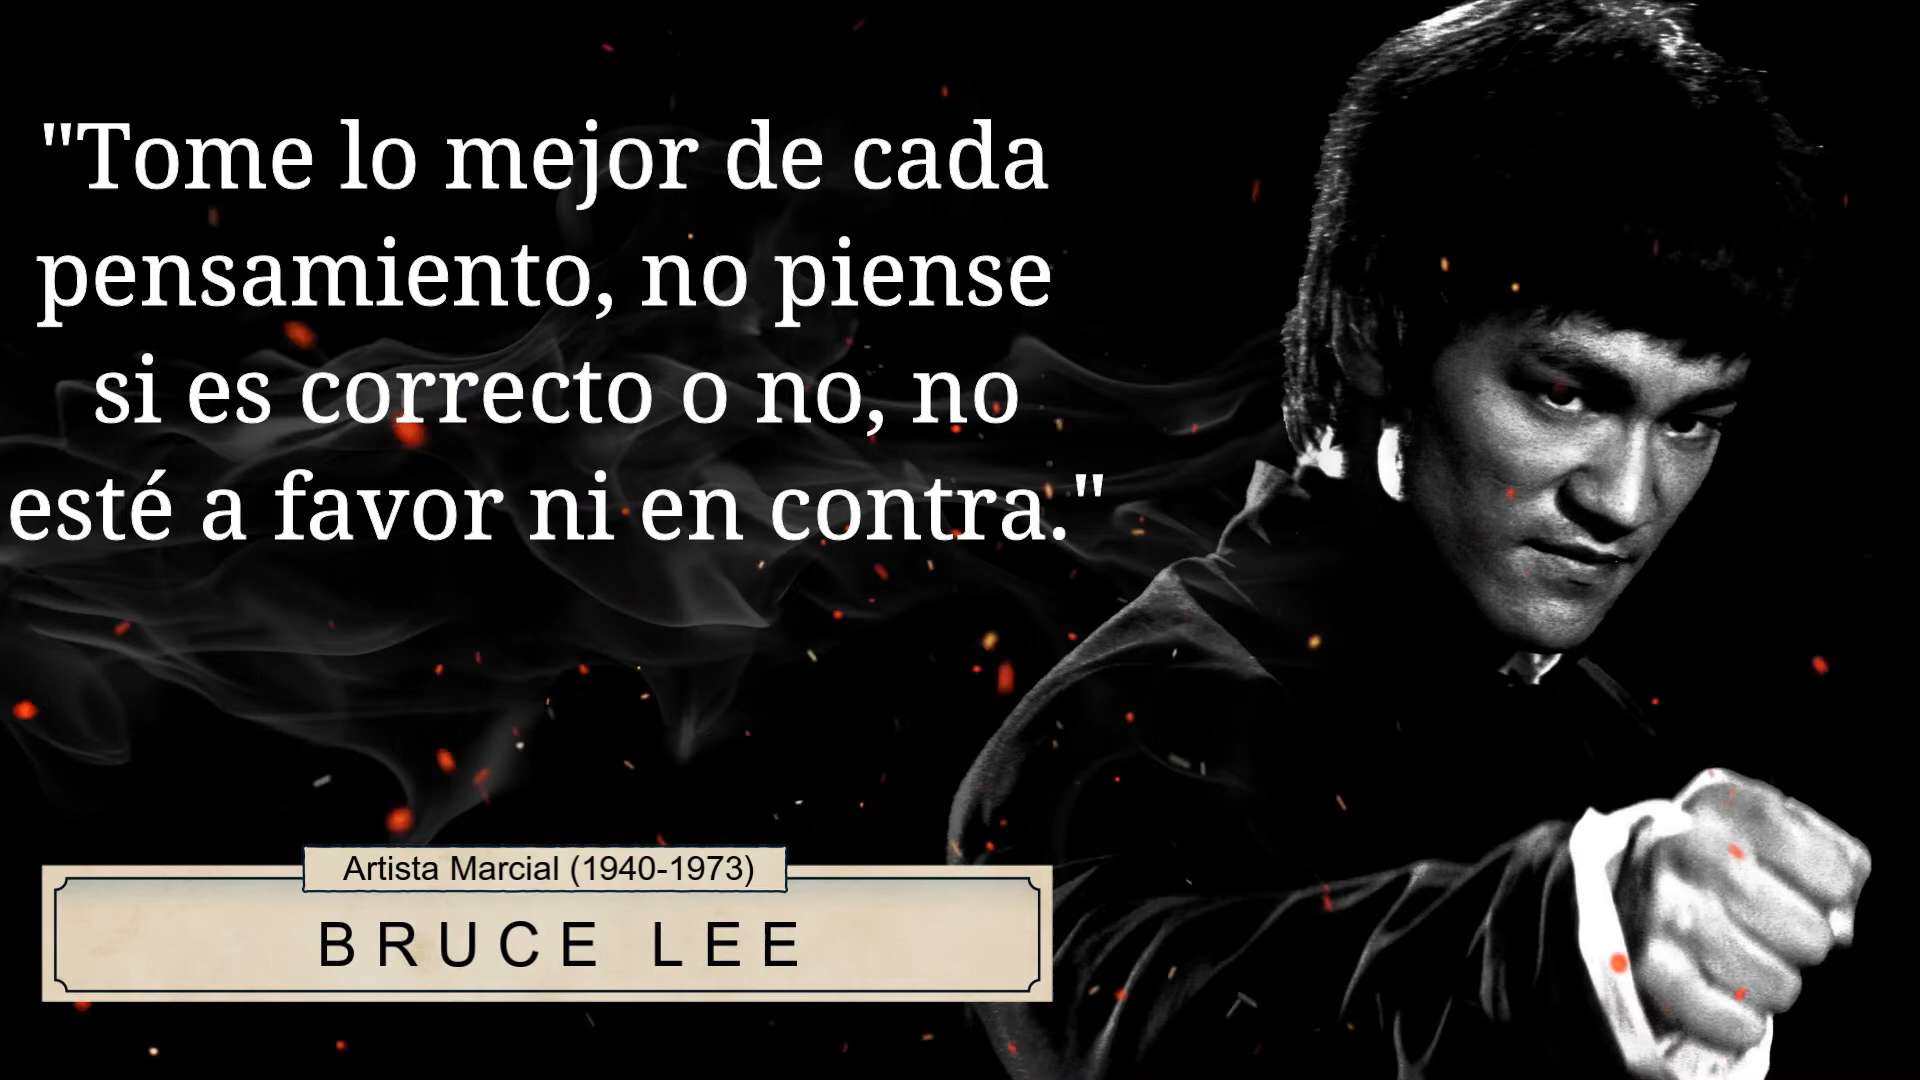 "Tome lo mejor de cada
pensamiento, no piense
si es correcto o no, no
esté a favor ni en contra."
Artista Marcial (1940-1973)
BRUCE LEE